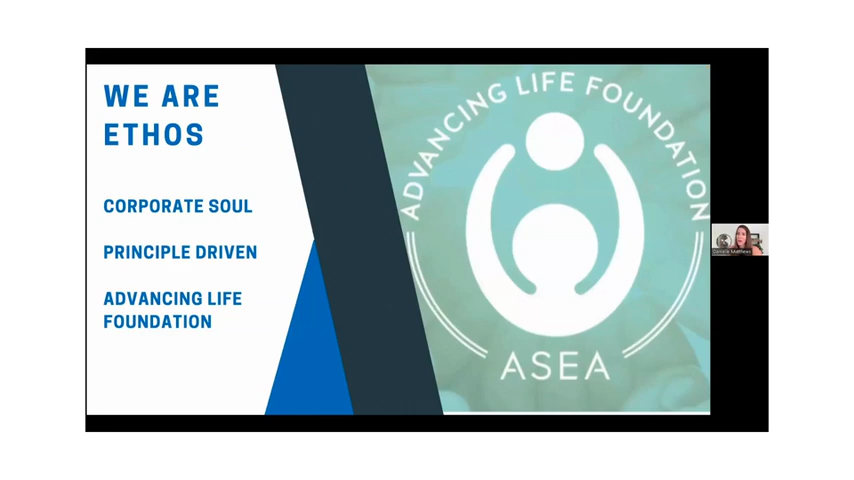 WE ARE
ETHOS
CORPORATE SOUL
PRINCIPLE DRIVEN
ADVANCING LIFE
FOUNDATION
ADVANCING LIFE FOUNDATION
ASEA